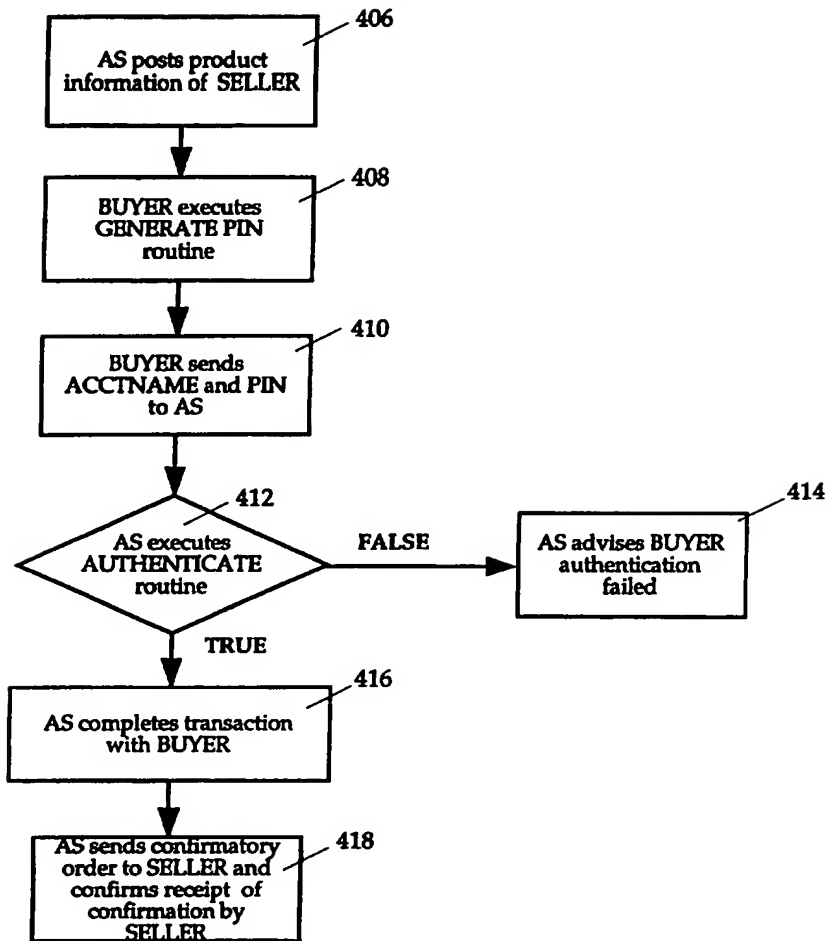 406
AS posts product
information of SELLER
408
BUYER executes
GENERATE PIN
routine
410
BUYER sends
ACCTNAME and PIN
to AS
412
AS executes
AUTHENTICATE
routine
FALSE
414
AS advises BUYER
authentication
failed
TRUE
416
AS completes transaction
with BUYER
418
AS sends confirmatory
order to SELLER and
confirms receipt of
confirmation by
SELLER